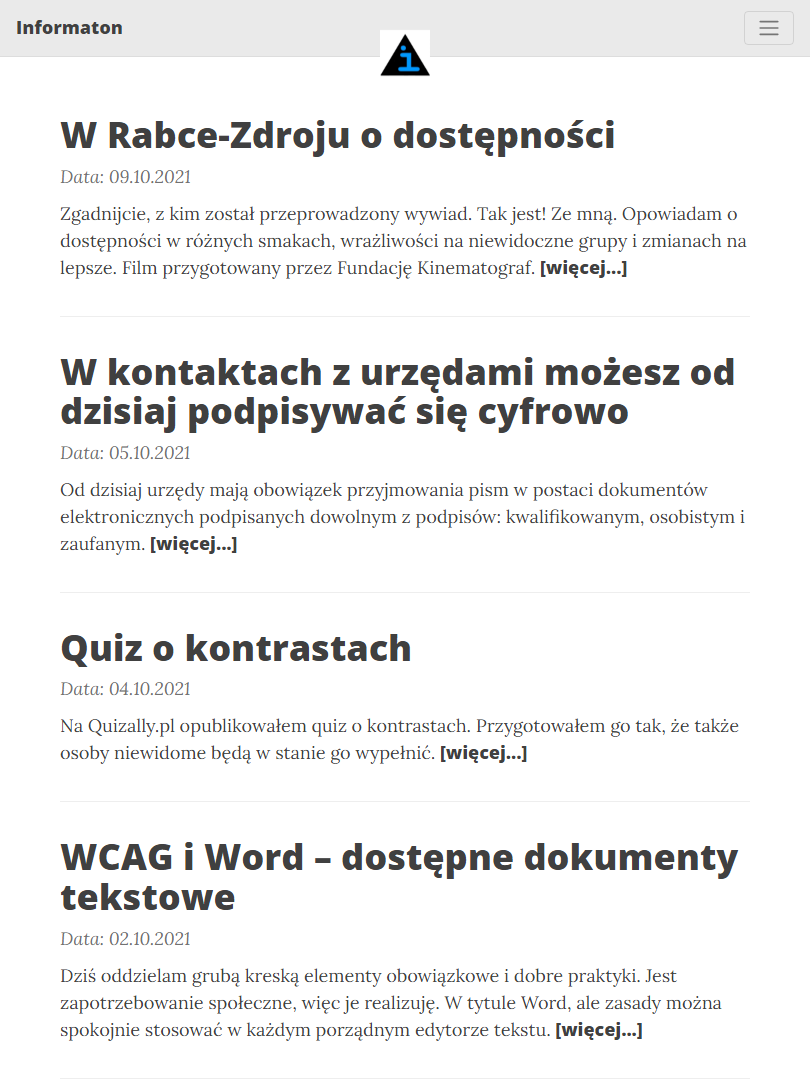 Informaton
i
W Rabce-Zdroju o dostępności
Data: 09.10.2021
Zgadnijcie, z kim został przeprowadzony wywiad. Tak jest! Ze mną. Opowiadam o
dostępności w różnych smakach, wrażliwości na niewidoczne grupy i zmianach na
lepsze. Film przygotowany przez Fundację Kinematograf. [więcej...]
W kontaktach z urzędami możesz od
dzisiaj podpisywać się cyfrowo
Data: 05.10.2021
Od dzisiaj urzędy mają obowiązek przyjmowania pism w postaci dokumentów
elektronicznych podpisanych dowolnym z podpisów: kwalifikowanym, osobistym i
zaufanym. [więcej...]
Quiz o kontrastach
Data: 04.10.2021
Na Quizally.pl opublikowałem quiz o kontrastach. Przygotowałem go tak, że także
osoby niewidome będą w stanie go wypełnić. [więcej...]
WCAG i Word – dostępne dokumenty
tekstowe
Data: 02.10.2021
Dziś oddzielam grubą kreską elementy obowiązkowe i dobre praktyki. Jest
zapotrzebowanie społeczne, więc je realizuję. W tytule Word, ale zasady można
spokojnie stosować w każdym porządnym edytorze tekstu. [więcej...]